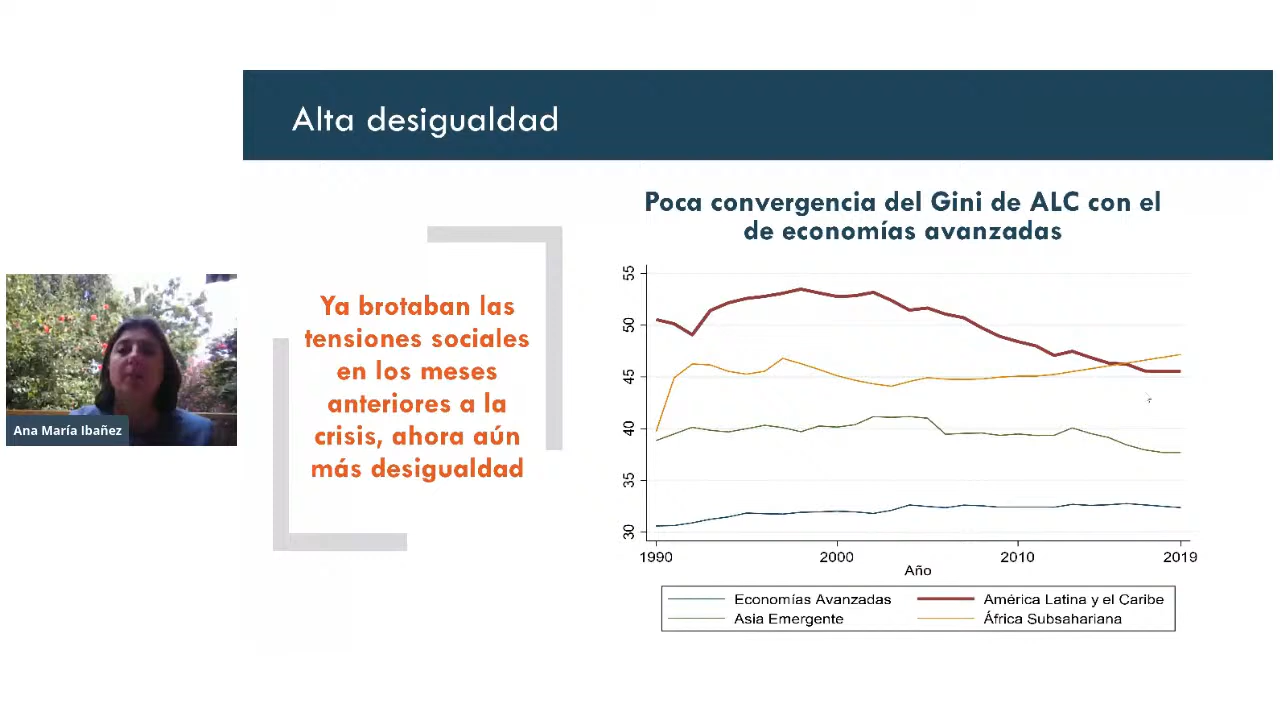 Alta desigualdad
Ya brotaban las
tensiones sociales
en los meses
anteriores a la
crisis, ahora aún
más desigualdad
Poca convergencia del Gini de ALC con el
de economías avanzadas
55
50
45
40
35
30
1990
2000
2010
2019
Año
Economías Avanzadas
América Latina y el Caribe
Asia Emergente
África Subsahariana
Ana María Ibañez